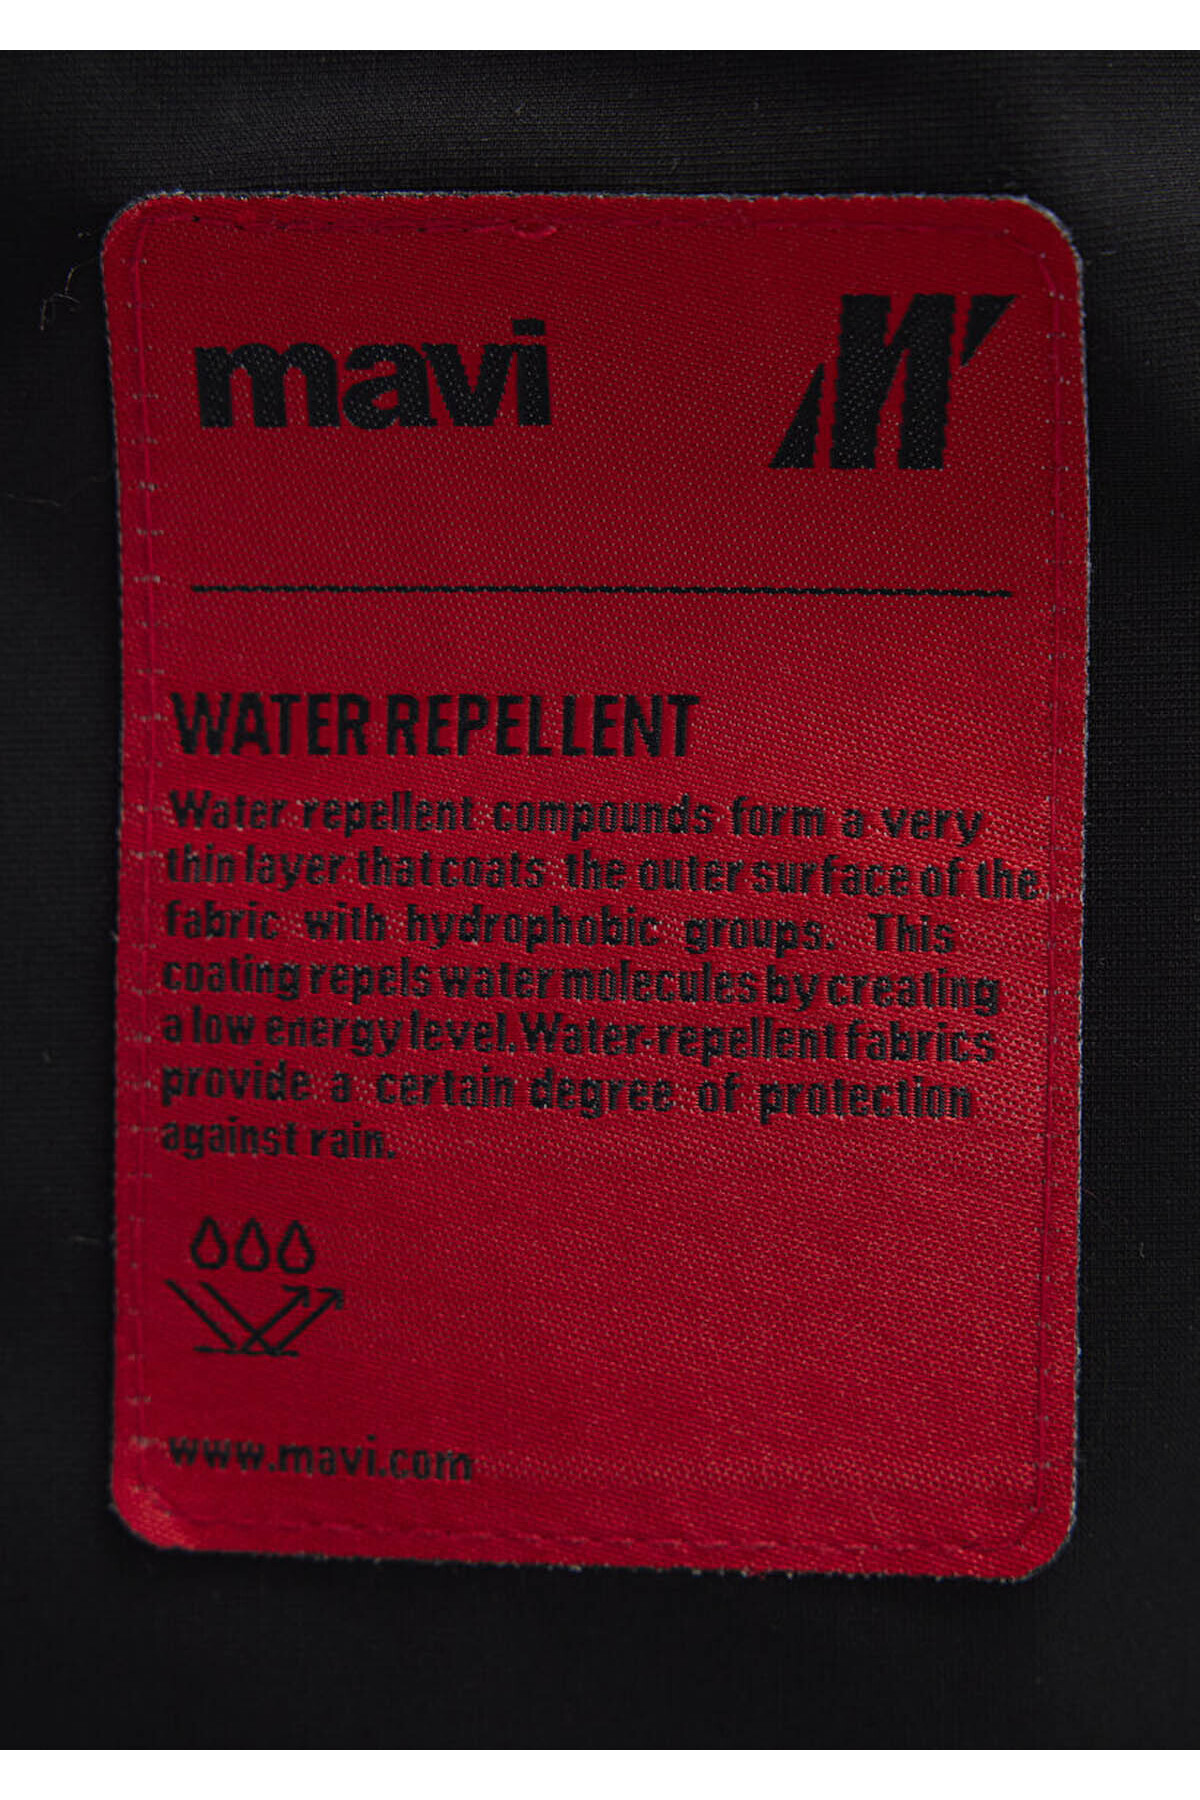 mavi
M
WATER REPELLENT
Water repellent compounds form a very
thin layer that coats the outer surface of the
fabric with hydrophobic groups. This
coating repels water molecules by creating
a low energy level. Water-repellent fabrics
provide a certain degree of protection
against rain.
www.mavi.com